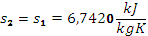 s₂ = s₁ = 6,7420 kJ/kgK